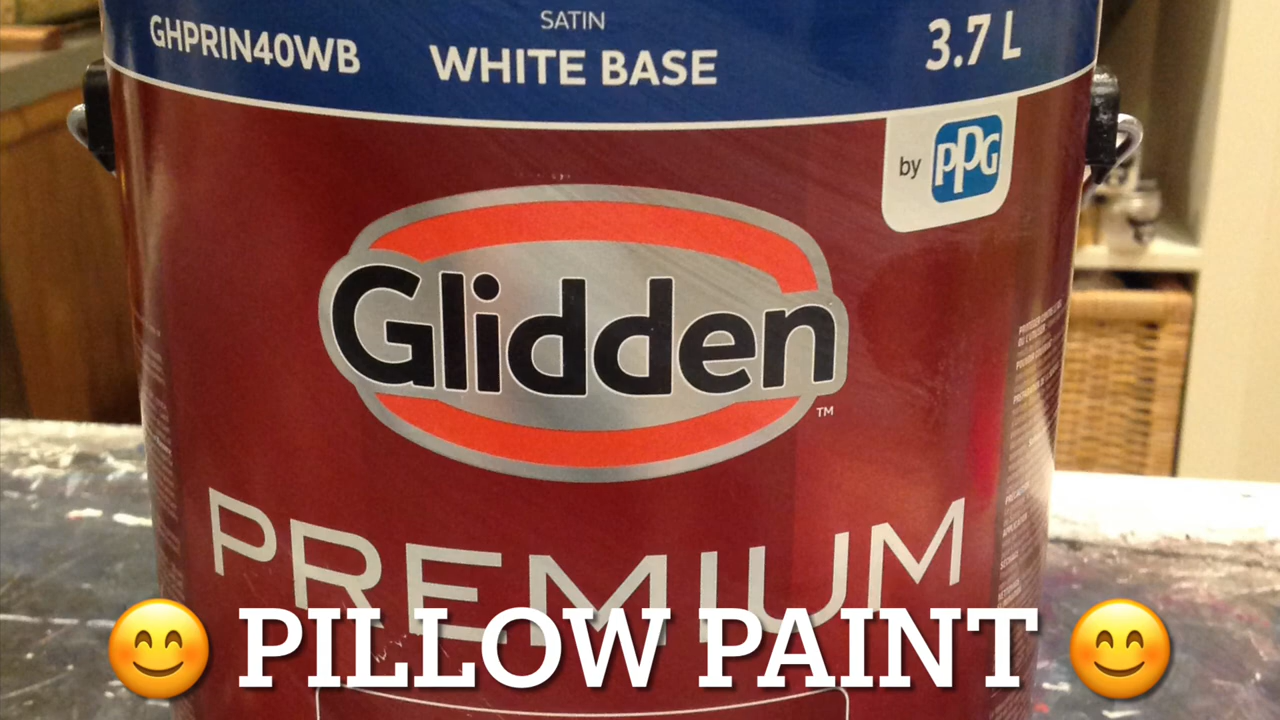 SATIN
GHPRIN40WB WHITE BASE 3.7 L
by PPG
Glidden
TM
PREMIUM
😊 PILLOW PAINT 😊